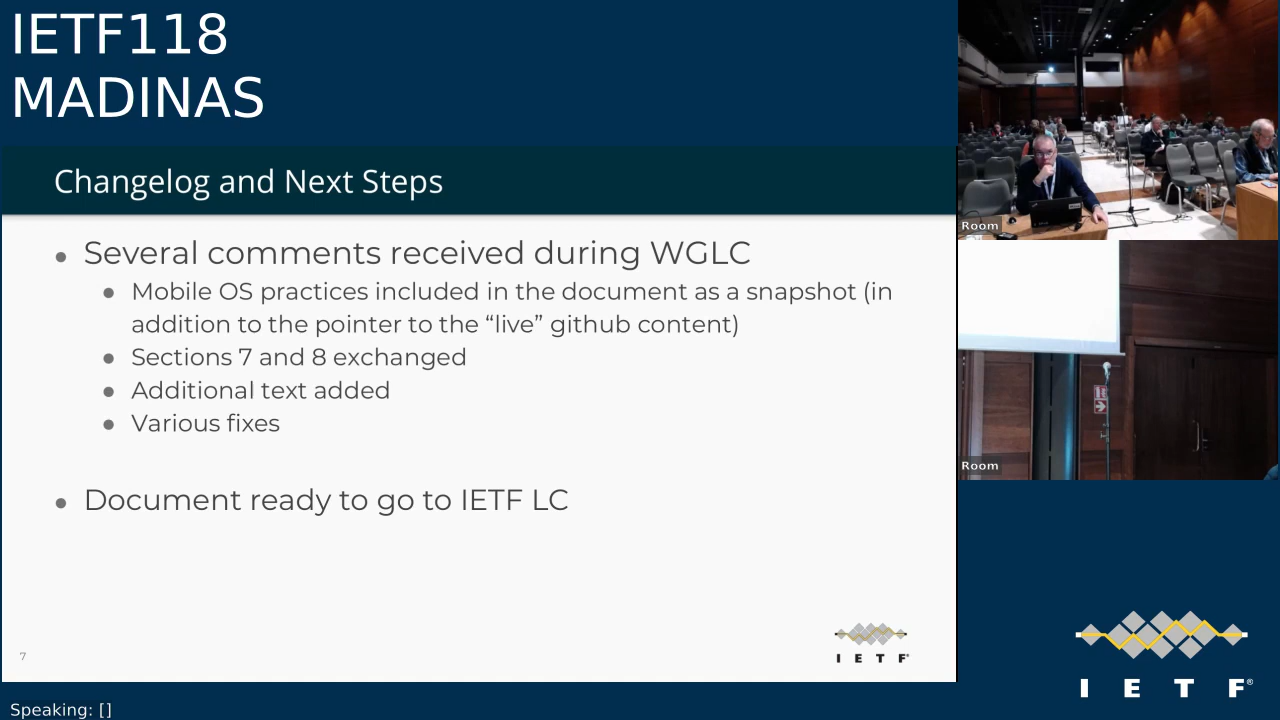 IETF118
MADINAS
Changelog and Next Steps
• Several comments received during WGLC
● Mobile OS practices included in the document as a snapshot (in
addition to the pointer to the “live” github content)
● Sections 7 and 8 exchanged
● Additional text added
● Various fixes
• Document ready to go to IETF LC
7
I E T F®
Room
Room
I E T F®
Speaking: []